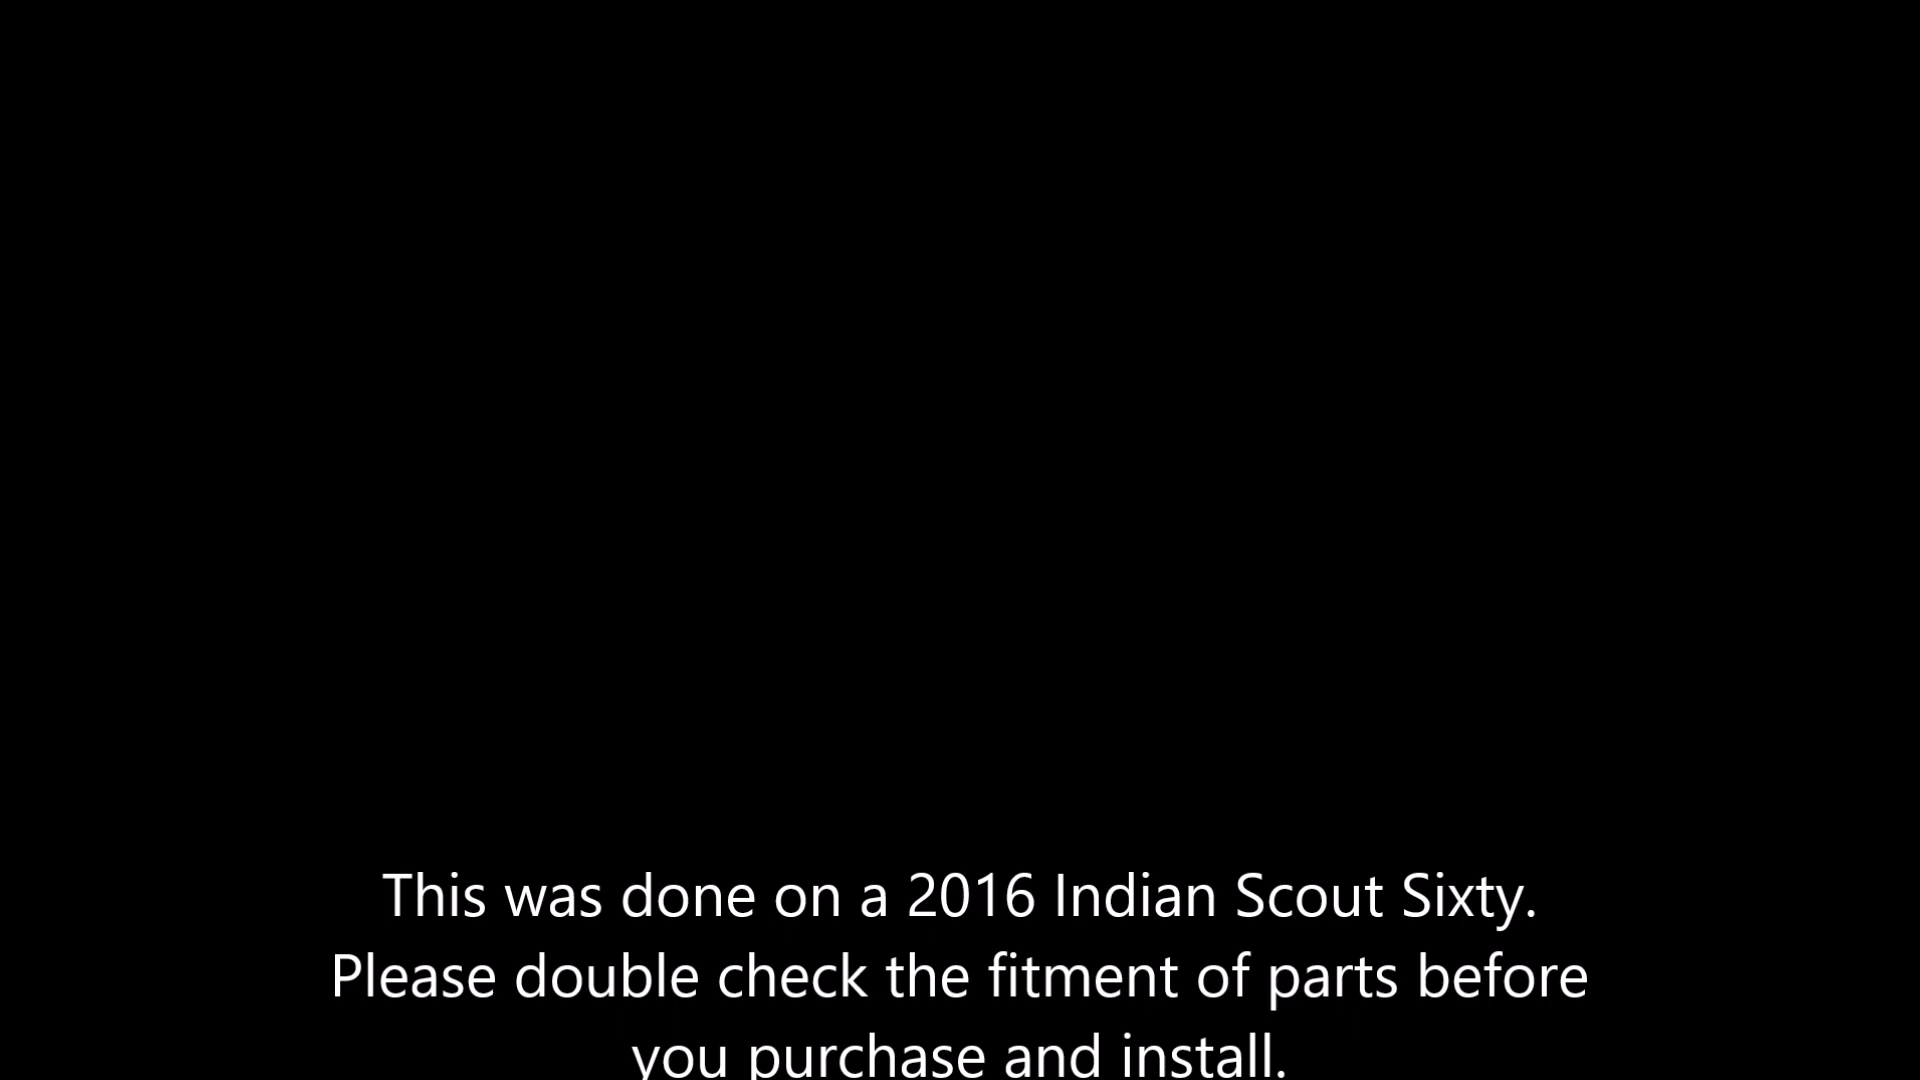 This was done on a 2016 Indian Scout Sixty.
Please double check the fitment of parts before
you purchase and install.